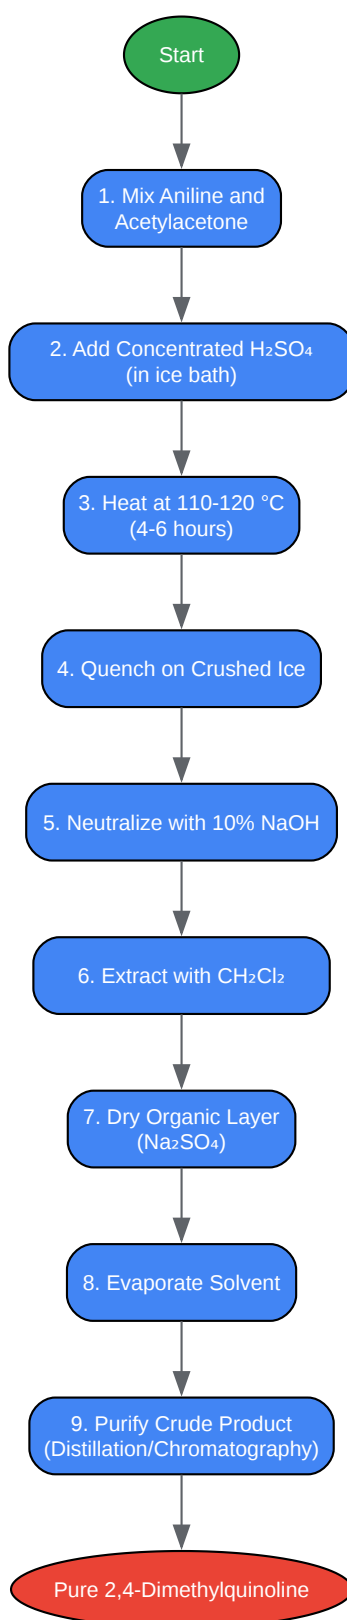 Start
1. Mix Aniline and
Acetylacetone
2. Add Concentrated H₂SO₄
(in ice bath)
3. Heat at 110-120 °C
(4-6 hours)
4. Quench on Crushed Ice
5. Neutralize with 10% NaOH
6. Extract with CH₂Cl₂
7. Dry Organic Layer
(Na₂SO₄)
8. Evaporate Solvent
9. Purify Crude Product
(Distillation/Chromatography)
Pure 2,4-Dimethylquinoline